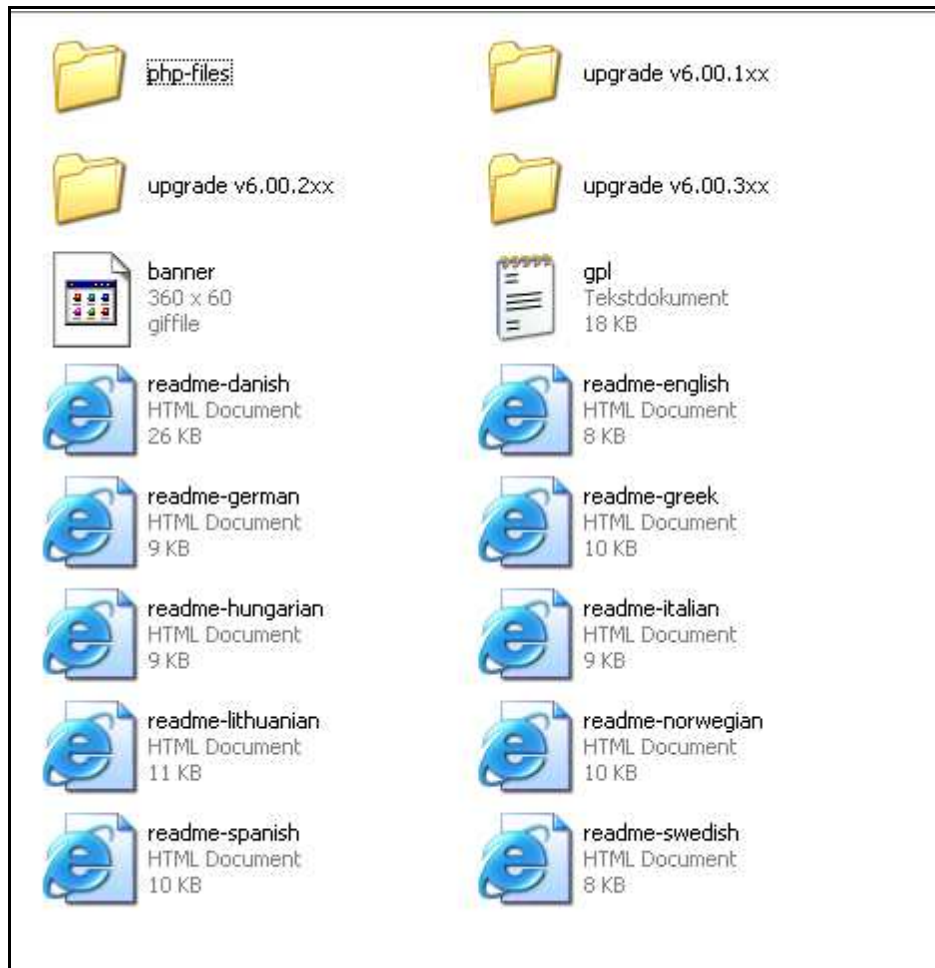 php-files
upgrade v6.00.1xx
upgrade v6.00.2xx
upgrade v6.00.3xx
banner
360 x 60
giffile
gpl
Tekstdokument
18 KB
readme-danish
HTML Document
26 KB
readme-english
HTML Document
8 KB
readme-german
HTML Document
9 KB
readme-greek
HTML Document
10 KB
readme-hungarian
HTML Document
9 KB
readme-italian
HTML Document
9 KB
readme-lithuanian
HTML Document
11 KB
readme-norwegian
HTML Document
10 KB
readme-spanish
HTML Document
10 KB
readme-swedish
HTML Document
8 KB